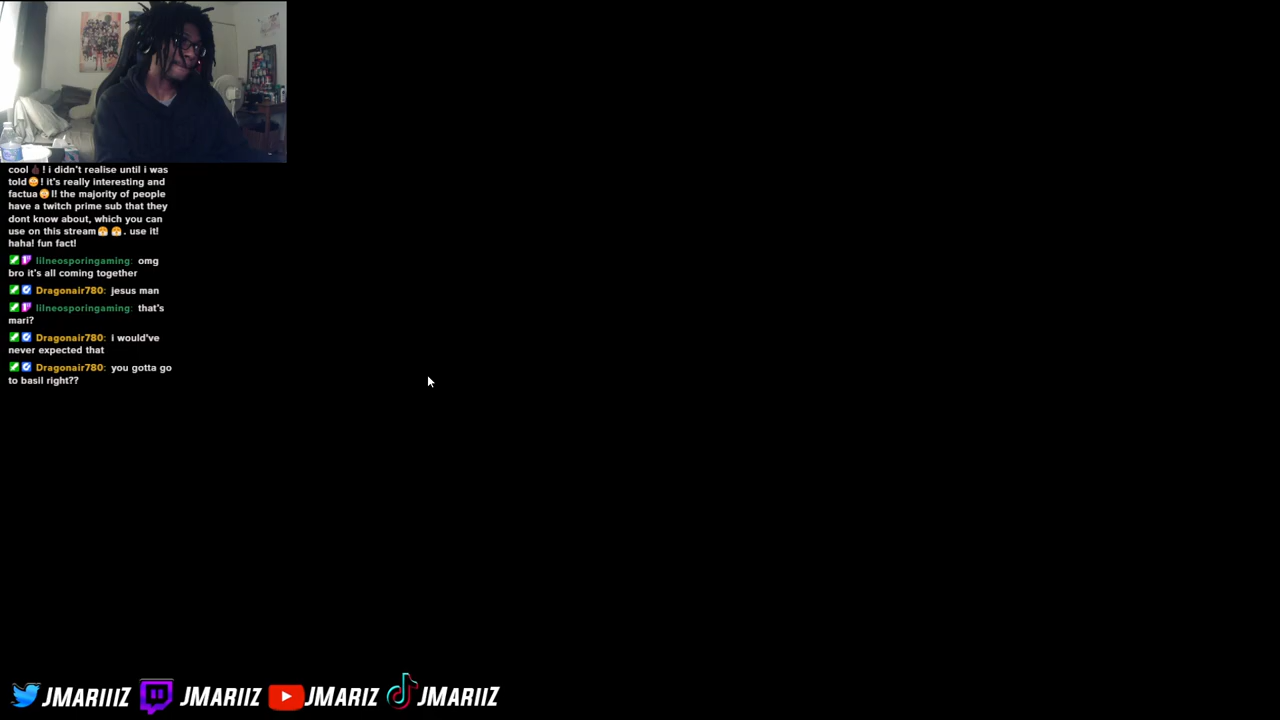 cool ! i didn't realise until i was
told ! it's really interesting and
factua l! the majority of people
have a twitch prime sub that they
dont know about, which you can
use on this stream . use it!
haha! fun fact!
lilneosporingaming: omg
bro it's all coming together
Dragonair780: jesus man
lilneosporingaming: that's
mari?
Dragonair780: i would've
never expected that
Dragonair780: you gotta go
to basil right??
JMARIIIZ JMARIIZ JMARIZ JMARIIZ